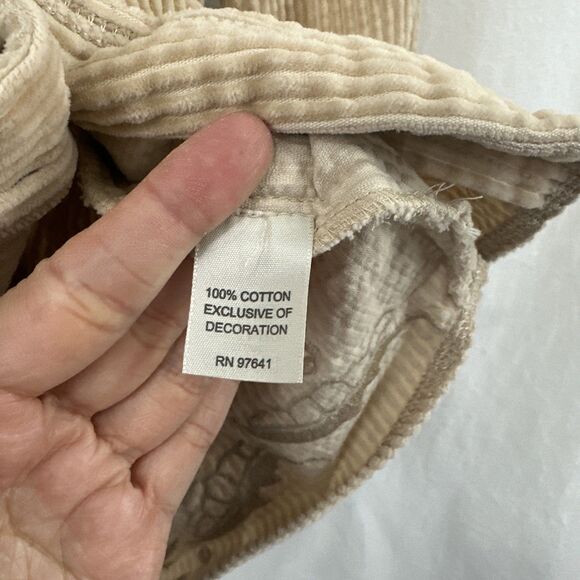 100% COTTON
EXCLUSIVE OF
DECORATION
RN 97641